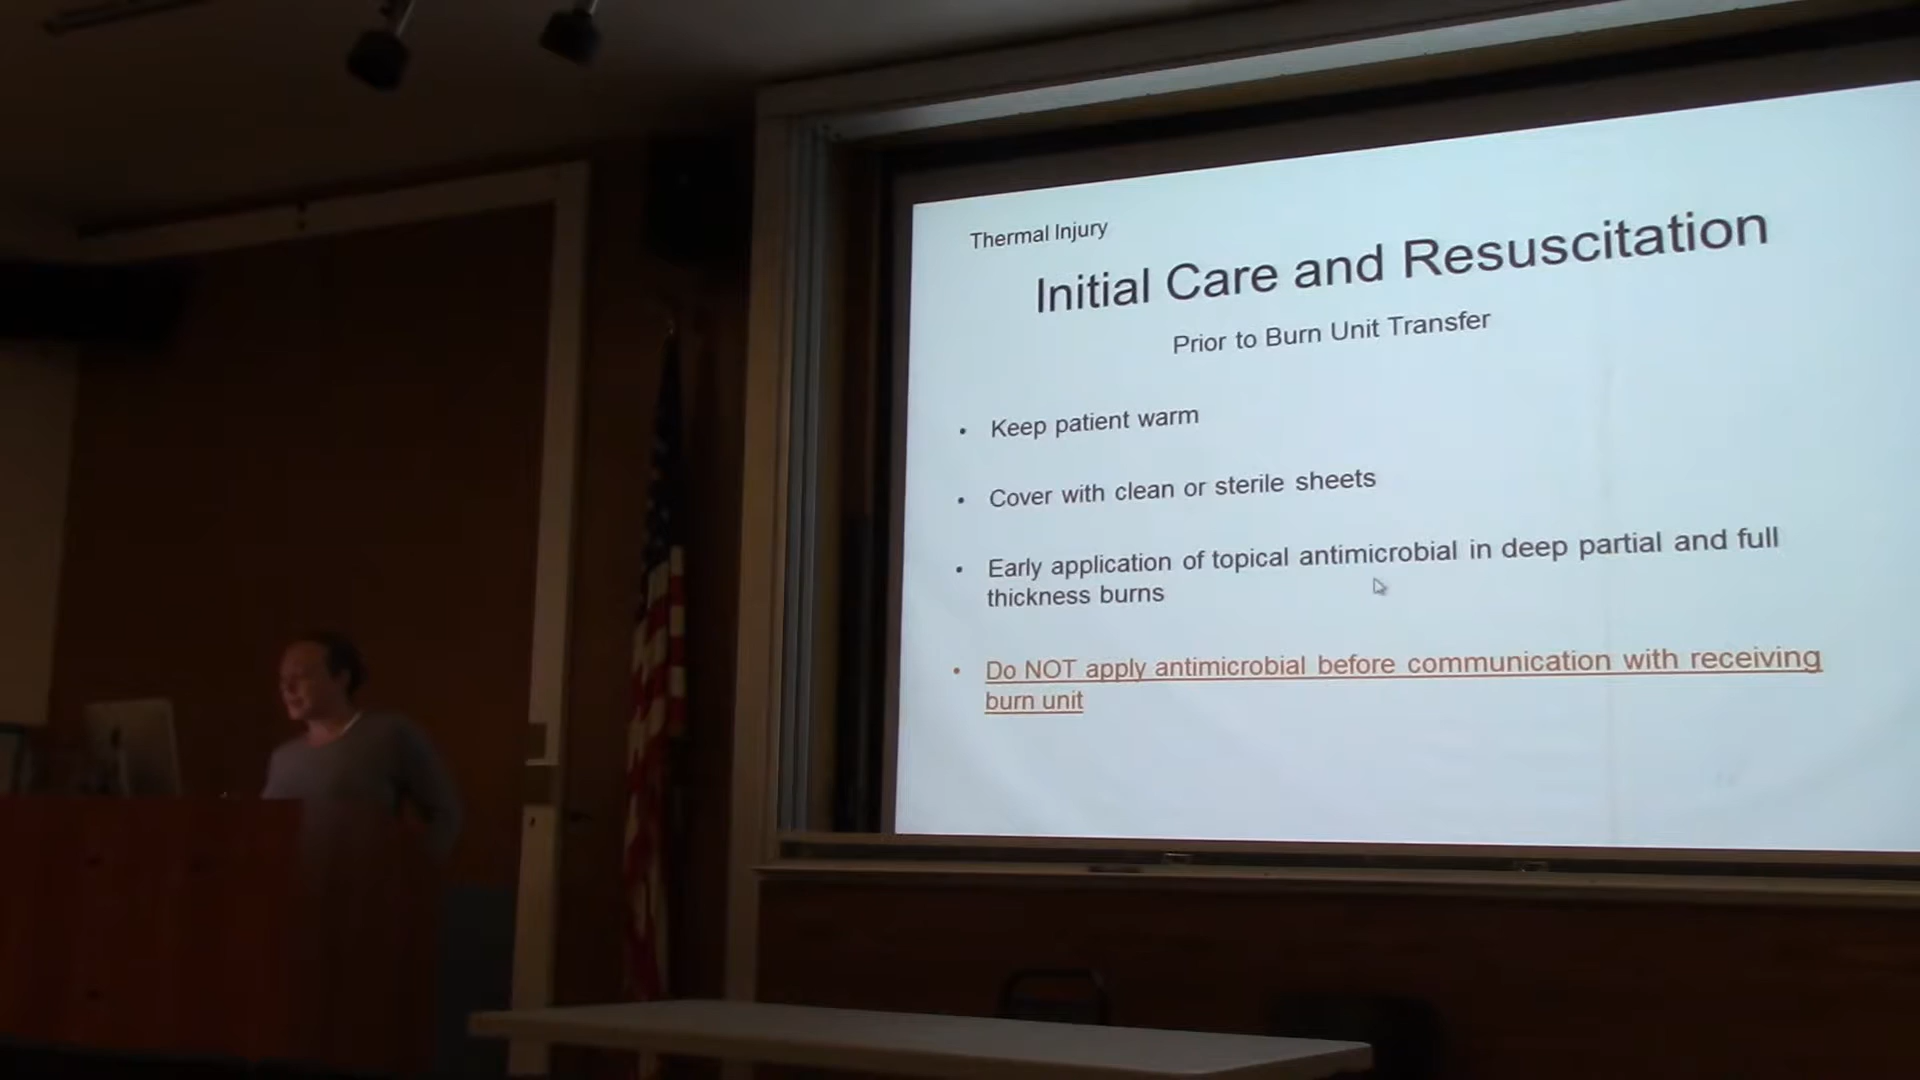 Thermal Injury
Initial Care and Resuscitation
Prior to Burn Unit Transfer
• Keep patient warm
• Cover with clean or sterile sheets
• Early application of topical antimicrobial in deep partial and full
thickness burns
• Do NOT apply antimicrobial before communication with receiving
burn unit